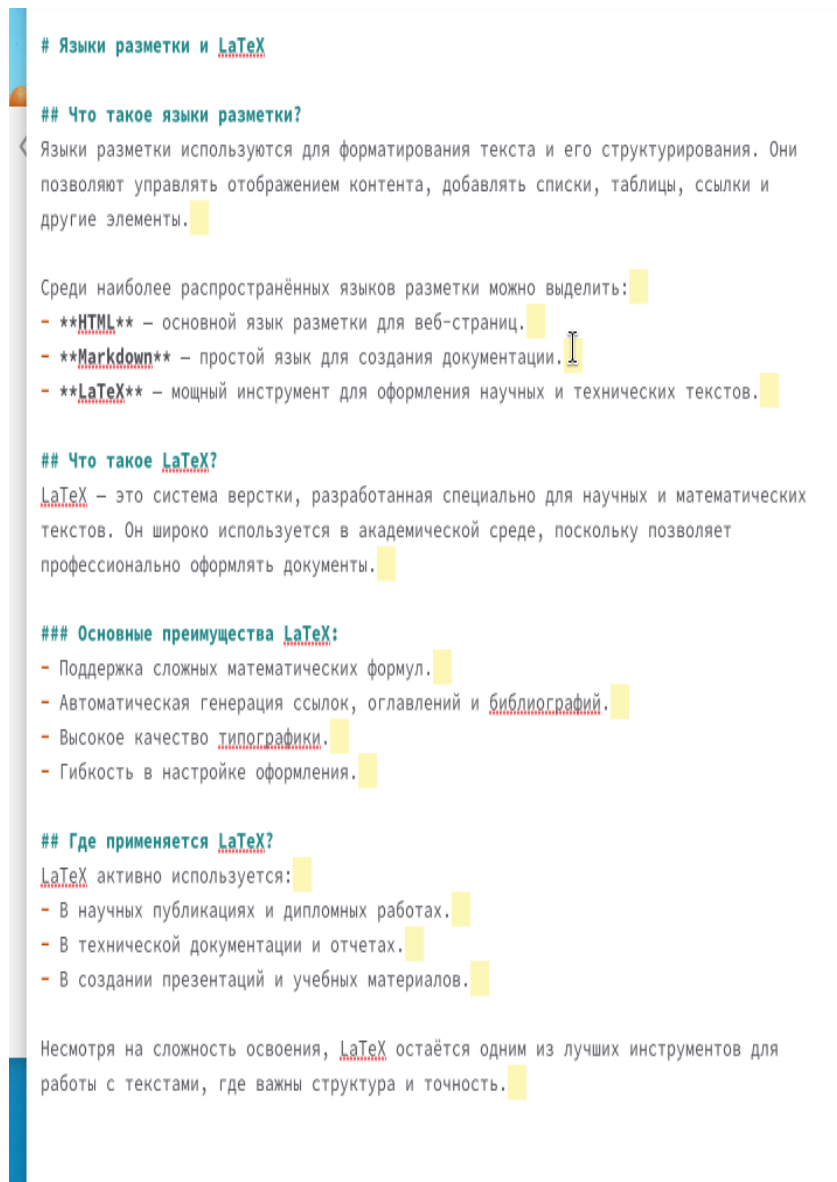 # Языки разметки и LaTeX
## Что такое языки разметки?
Языки разметки используются для форматирования текста и его структурирования. Они
позволяют управлять отображением контента, добавлять списки, таблицы, ссылки и
другие элементы.
Среди наиболее распространённых языков разметки можно выделить:
- **HTML** – основной язык разметки для веб-страниц.
- **Markdown** – простой язык для создания документации.
- **LaTeX** – мощный инструмент для оформления научных и технических текстов.
## Что такое LaTeX?
LaTeX – это система верстки, разработанная специально для научных и математических
текстов. Он широко используется в академической среде, поскольку позволяет
профессионально оформлять документы.
### Основные преимущества LaTeX:
- Поддержка сложных математических формул.
- Автоматическая генерация ссылок, оглавлений и библиографий.
- Высокое качество типографики.
- Гибкость в настройке оформления.
## Где применяется LaTeX?
LaTeX активно используется:
- В научных публикациях и дипломных работах.
- В технической документации и отчетах.
- В создании презентаций и учебных материалов.
Несмотря на сложность освоения, LaTeX остаётся одним из лучших инструментов для
работы с текстами, где важны структура и точность.